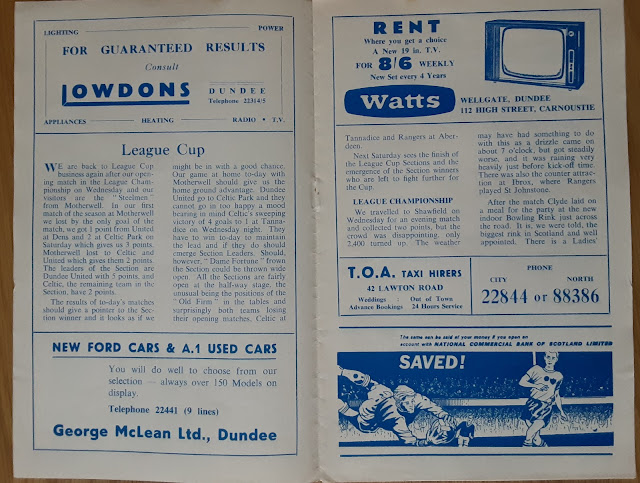 LIGHTING POWER
FOR GUARANTEED RESULTS
Consult
LOWDONS
DUNDEE
Telephone 22314/5
APPLIANCES HEATING RADIO • T.V.
League Cup
WE are back to League Cup
business again after our open-
ing match in the League Cham-
pionship on Wednesday and our
visitors are the " Steelmen "
from Motherwell. In our first
match of the season at Motherwell
we lost by the only goal of the
match, we got 1 point from United
at Dens and 2 at Celtic Park on
Saturday which gives us 3 points.
Motherwell lost to Celtic and
United which gives them 2 points.
The leaders of the Section are
Dundee United with 5 points, and
Celtic, the remaining team in the
Section, have 2 points.
The results of to-day's matches
should give a pointer to the Sec-
tion winner and it looks as if we
might be in with a good chance.
Our game at home to-day with
Motherwell should give us the
home ground advantage. Dundee
United go to Celtic Park and they
cannot go in too happy a mood
bearing in mind Celtic's sweeping
victory of 4 goals to 1 at Tanna-
dice on Wednesday night. They
have to win to-day to maintain
the lead and if they do should
emerge Section Leaders. Should,
however, " Dame Fortune " frown
the Section could be thrown wide
open. All the Sections are fairly
open at the half-way stage, the
unusual being the positions of the
" Old Firm " in the tables and
surprisingly both teams losing
their opening matches. Celtic at
NEW FORD CARS & A.1 USED CARS
You will do well to choose from our
selection — always over 150 Models on
display.
Telephone 22441 (9 lines)
George McLean Ltd., Dundee
RENT
Where you get a choice
A New 19 in. T.V.
FOR 8/6 WEEKLY
New Set every 4 Years
Watts
WELLGATE, DUNDEE
112 HIGH STREET, CARNOUSTIE
Tannadice and Rangers at Aber-
deen.
Next Saturday sees the finish of
the League Cup Sections and the
emergence of the Section winners
who are left to fight further for
the Cup.
LEAGUE CHAMPIONSHIP
We travelled to Shawfield on
Wednesday for an evening match
and collected two points, but the
crowd was disappointing, only
2,400 turned up. The weather
may have had something to do
with this as a drizzle came on
about 7 o'clock, but got steadily
worse, and it was raining very
heavily just before kick-off time.
There was also the counter attrac-
tion at Ibrox, where Rangers
played St Johnstone.
After the match Clyde laid on
a meal for the party at the new
indoor Bowling Rink just across
the road. It is, we were told, the
biggest rink in Scotland and well
appointed. There is a Ladies'
T.O.A. TAXI HIRERS
42 LAWTON ROAD
Weddings : Out of Town
Advance Bookings 24 Hours Service
PHONE
CITY NORTH
22844 or 88386
The same can be said of your money if you open an
account with NATIONAL COMMERCIAL BANK OF SCOTLAND LIMITED
SAVED!